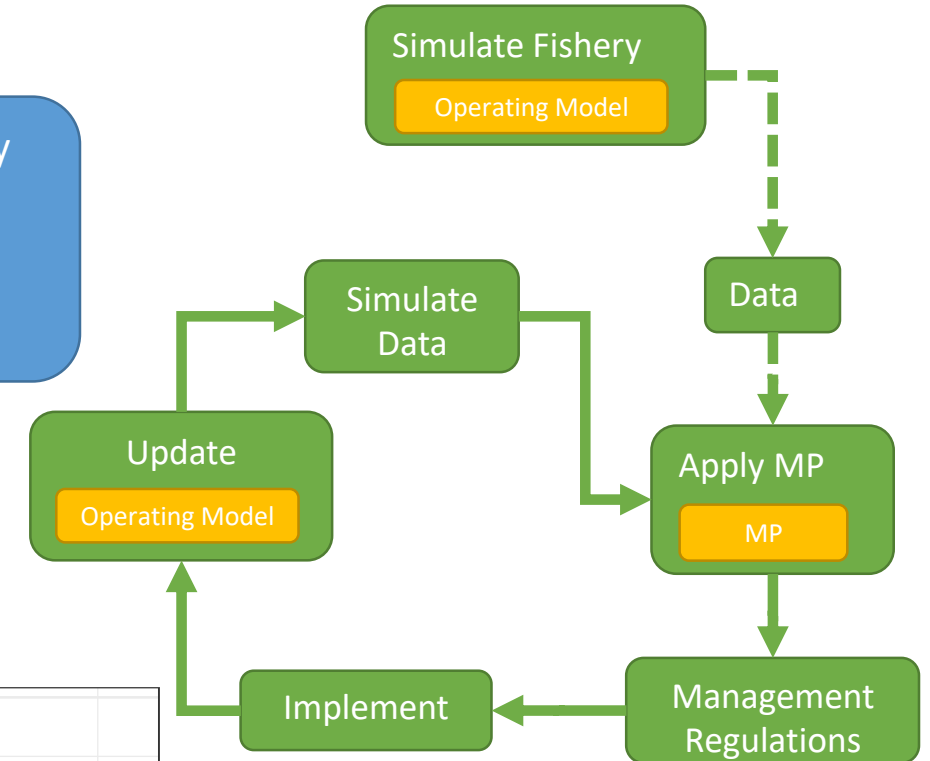 Simulate Fishery
Operating Model
Data
Simulate
Data
Update
Operating Model
Apply MP
MP
Implement
Management
Regulations